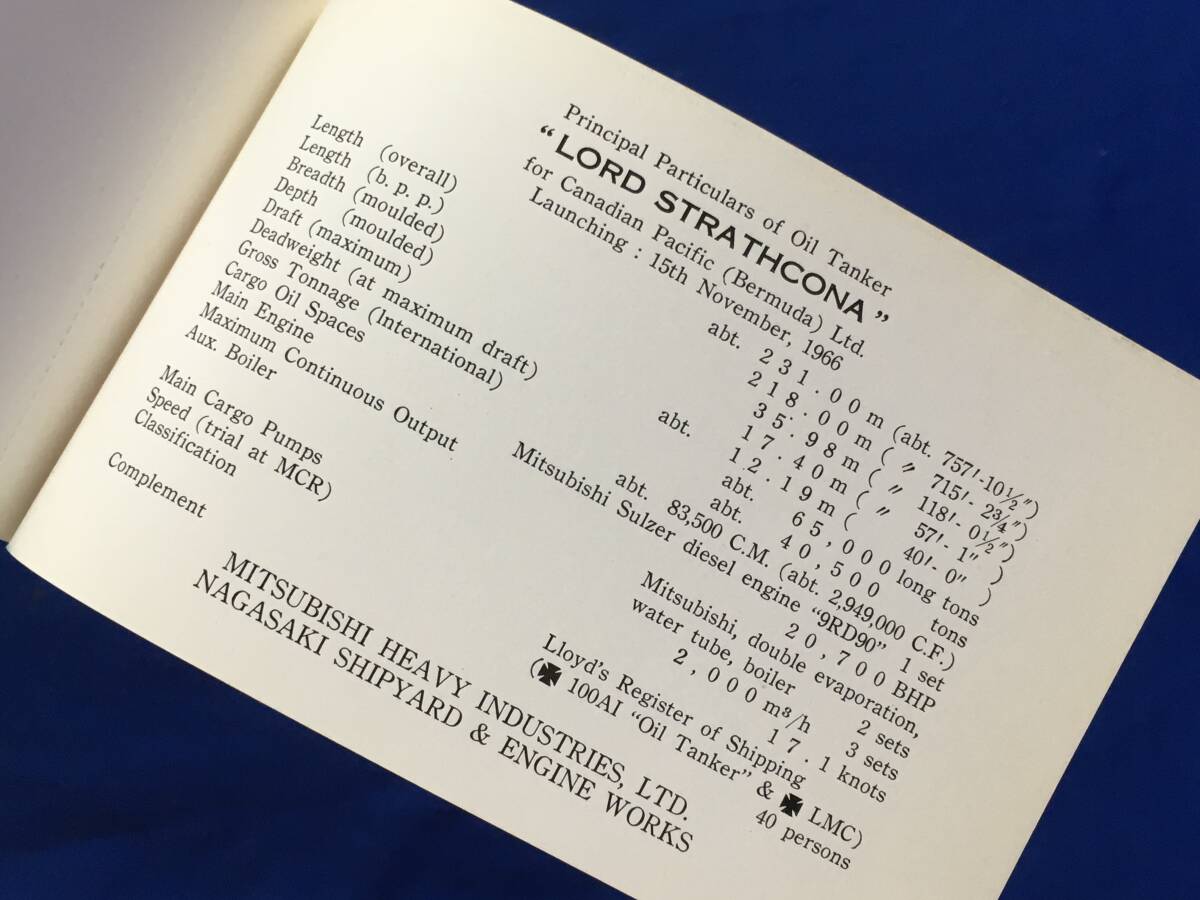 Principal Particulars of Oil Tanker
"LORD STRATHCONA"
for Canadian Pacific (Bermuda) Ltd.
Launching : 15th November, 1966
Length (overall) abt. 231.00m (abt. 757'-10½")
Length (b. p. p.) 218.00m ( 〃 715'- 2¾")
Breadth (moulded) 35.98m ( 〃 118'- 0½")
Depth (moulded) 17.40m ( 〃 57'- 1" )
Draft (maximum) abt. 12.19m ( 〃 40'- 0" )
Deadweight (at maximum draft) abt. 65,000 long tons
Gross Tonnage (International) abt. 40,500 tons
Cargo Oil Spaces abt. 83,500 C.M. (abt. 2,949,000 C.F.)
Main Engine Mitsubishi Sulzer diesel engine "9RD90" 1 set
Maximum Continuous Output 20,700 BHP
Aux. Boiler Mitsubishi, double evaporation,
water tube, boiler 2 sets
Main Cargo Pumps 2,000 m³/h 3 sets
Speed (trial at MCR) 17.1 knots
Classification Lloyd's Register of Shipping
(✠ 100AI "Oil Tanker" & ✠ LMC)
Complement 40 persons
MITSUBISHI HEAVY INDUSTRIES, LTD.
NAGASAKI SHIPYARD & ENGINE WORKS